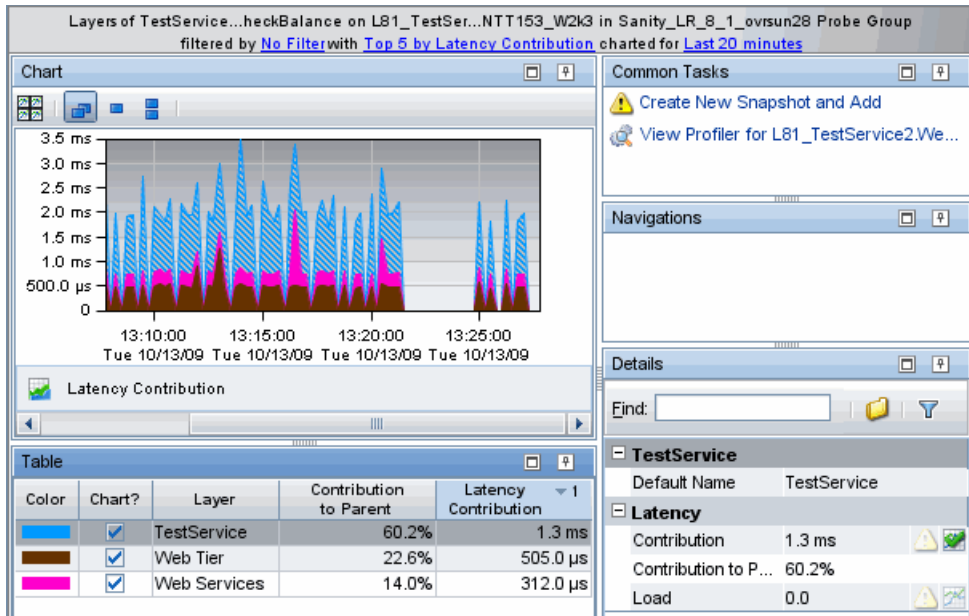 Layers of TestService...heckBalance on L81_TestSer...NTT153_W2k3 in Sanity_LR_8_1_ovrsun28 Probe Group
filtered by No Filter with Top 5 by Latency Contribution charted for Last 20 minutes
Chart
3.5 ms
3.0 ms
2.5 ms
2.0 ms
1.5 ms
1.0 ms
500.0 µs
0
13:10:00 13:15:00 13:20:00 13:25:00
Tue 10/13/09 Tue 10/13/09 Tue 10/13/09 Tue 10/13/09
Latency Contribution
Table
Color Chart? Layer Contribution to Parent Latency Contribution 1
TestService 60.2% 1.3 ms
Web Tier 22.6% 505.0 µs
Web Services 14.0% 312.0 µs
Common Tasks
Create New Snapshot and Add
View Profiler for L81_TestService2.We...
Navigations
Details
Find:
TestService
Default Name TestService
Latency
Contribution 1.3 ms
Contribution to P... 60.2%
Load 0.0